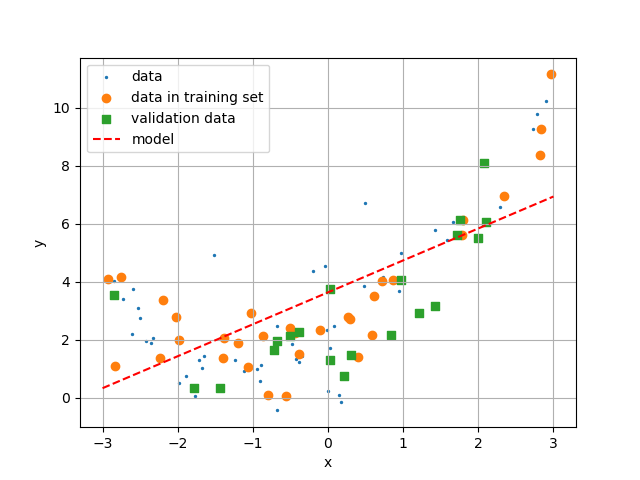 data
data in training set
validation data
model
y
10
8
6
4
2
0
−3
−2
−1
0
1
2
3
x